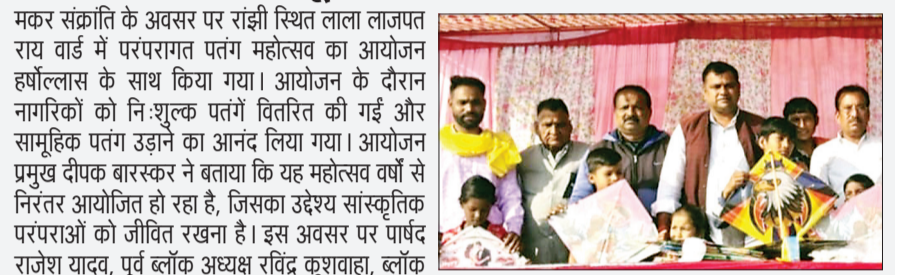 मकर संक्रांति के अवसर पर रांझी स्थित लाला लाजपत
राय वार्ड में परंपरागत पतंग महोत्सव का आयोजन
हर्षोल्लास के साथ किया गया। आयोजन के दौरान
नागरिकों को नि:शुल्क पतंगें वितरित की गईं और
सामूहिक पतंग उड़ाने का आनंद लिया गया। आयोजन
प्रमुख दीपक बारस्कर ने बताया कि यह महोत्सव वर्षों से
निरंतर आयोजित हो रहा है, जिसका उद्देश्य सांस्कृतिक
परंपराओं को जीवित रखना है। इस अवसर पर पार्षद
राजेश यादव, पूर्व ब्लॉक अध्यक्ष रविंद्र कुशवाहा, ब्लॉक